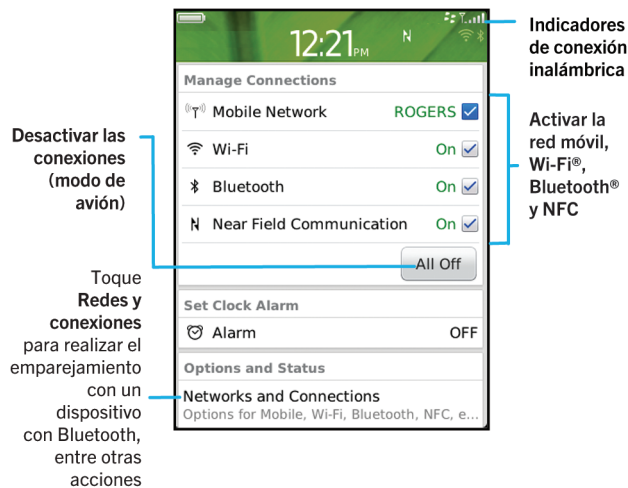 12:21PM
Manage Connections
Mobile Network ROGERS
Wi-Fi On
Bluetooth On
Near Field Communication On
All Off
Set Clock Alarm
Alarm OFF
Options and Status
Networks and Connections
Options for Mobile, Wi-Fi, Bluetooth, NFC, e...
Desactivar las
conexiones
(modo de
avión)
Toque
Redes y
conexiones
para realizar el
emparejamiento
con un
dispositivo
con Bluetooth,
entre otras
acciones
Indicadores
de conexión
inalámbrica
Activar la
red móvil,
Wi-Fi®,
Bluetooth®
y NFC